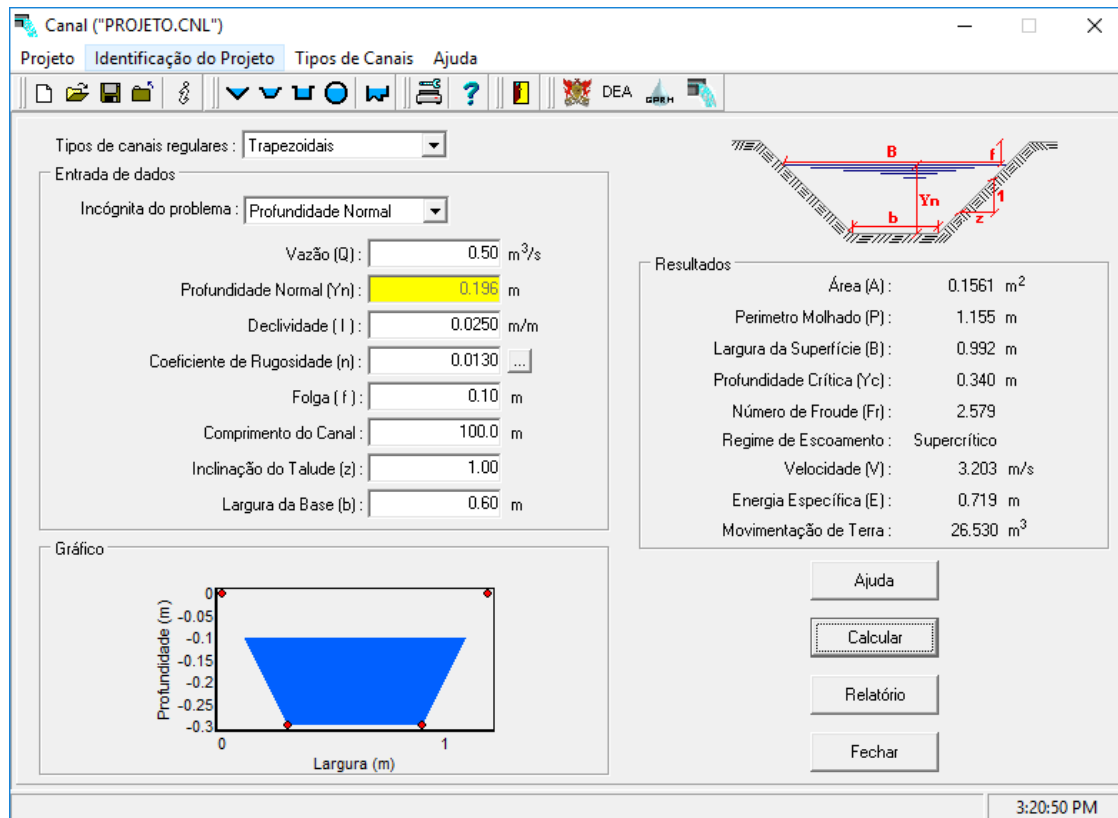 Canal ("PROJETO.CNL")
Projeto Identificação do Projeto Tipos de Canais Ajuda
DEA GPRH
Tipos de canais regulares : Trapezoidais
Entrada de dados
Incógnita do problema : Profundidade Normal
Vazão (Q) : 0.50 m³/s
Profundidade Normal (Yn) : 0.196 m
Declividade ( I ) : 0.0250 m/m
Coeficiente de Rugosidade (n) : 0.0130 ...
Folga ( f ) : 0.10 m
Comprimento do Canal : 100.0 m
Inclinação do Talude (z) : 1.00
Largura da Base (b) : 0.60 m
B f
Yn 1
b z
Resultados
Área (A) : 0.1561 m²
Perimetro Molhado (P) : 1.155 m
Largura da Superfície (B) : 0.992 m
Profundidade Crítica (Yc) : 0.340 m
Número de Froude (Fr) : 2.579
Regime de Escoamento : Supercrítico
Velocidade (V) : 3.203 m/s
Energia Específica (E) : 0.719 m
Movimentação de Terra : 26.530 m³
Gráfico
Profundidade (m)
0
-0.05
-0.1
-0.15
-0.2
-0.25
-0.3
0 1
Largura (m)
Ajuda
Calcular
Relatório
Fechar
3:20:50 PM